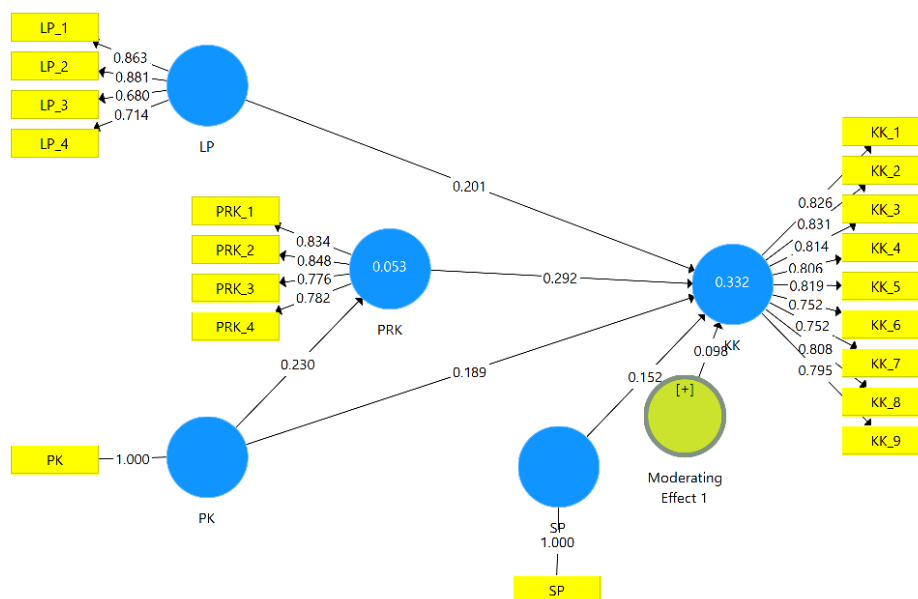 LP_1
LP_2
LP_3
LP_4
0.863
0.881
0.680
0.714
LP
0.201
PRK_1
PRK_2
PRK_3
PRK_4
0.834
0.848
0.776
0.782
0.053
PRK
0.292
0.230
0.189
PK
1.000
PK
0.332
KK
0.098
0.152
[+]
Moderating
Effect 1
SP
1.000
SP
0.826
0.831
0.814
0.806
0.819
0.752
0.752
0.808
0.795
KK_1
KK_2
KK_3
KK_4
KK_5
KK_6
KK_7
KK_8
KK_9